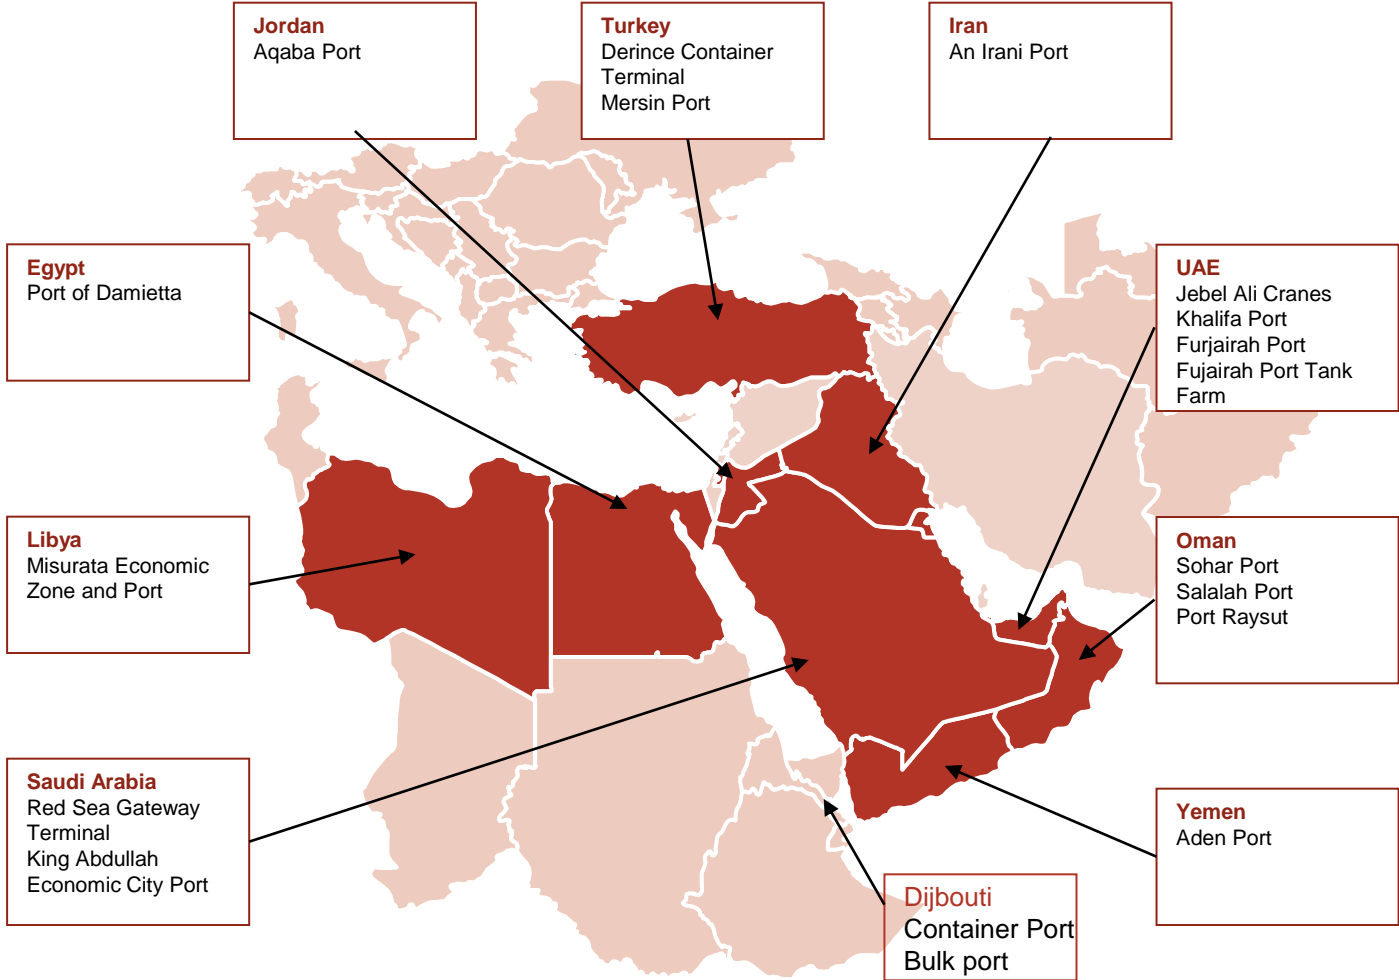 Jordan
Aqaba Port
Turkey
Derince Container
Terminal
Mersin Port
Iran
An Irani Port
Egypt
Port of Damietta
UAE
Jebel Ali Cranes
Khalifa Port
Furjairah Port
Fujairah Port Tank
Farm
Libya
Misurata Economic
Zone and Port
Oman
Sohar Port
Salalah Port
Port Raysut
Saudi Arabia
Red Sea Gateway
Terminal
King Abdullah
Economic City Port
Yemen
Aden Port
Dijbouti
Container Port
Bulk port